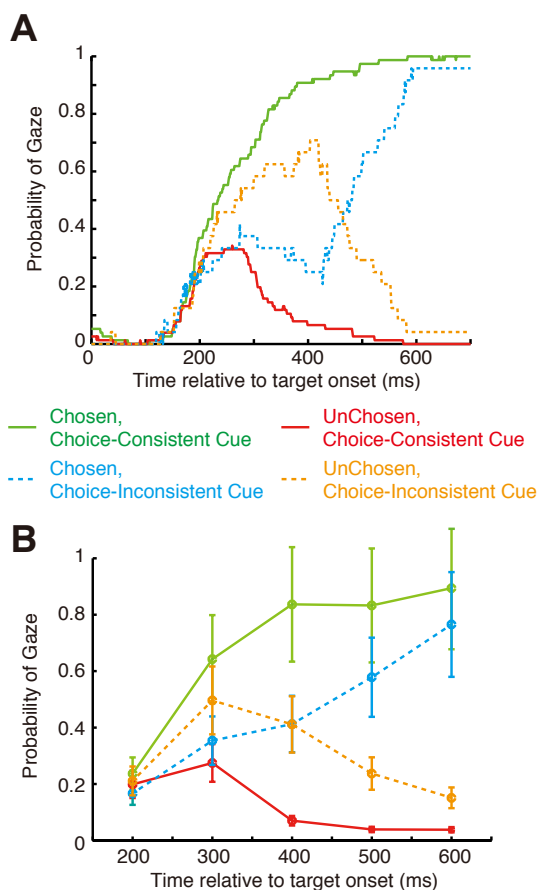 A
1
0.8
0.6
0.4
0.2
0
Probability of Gaze
0 200 400 600
Time relative to target onset (ms)
Chosen,
Choice-Consistent Cue
UnChosen,
Choice-Consistent Cue
Chosen,
Choice-Inconsistent Cue
UnChosen,
Choice-Inconsistent Cue
B
1
0.8
0.6
0.4
0.2
0
Probability of Gaze
200 300 400 500 600
Time relative to target onset (ms)